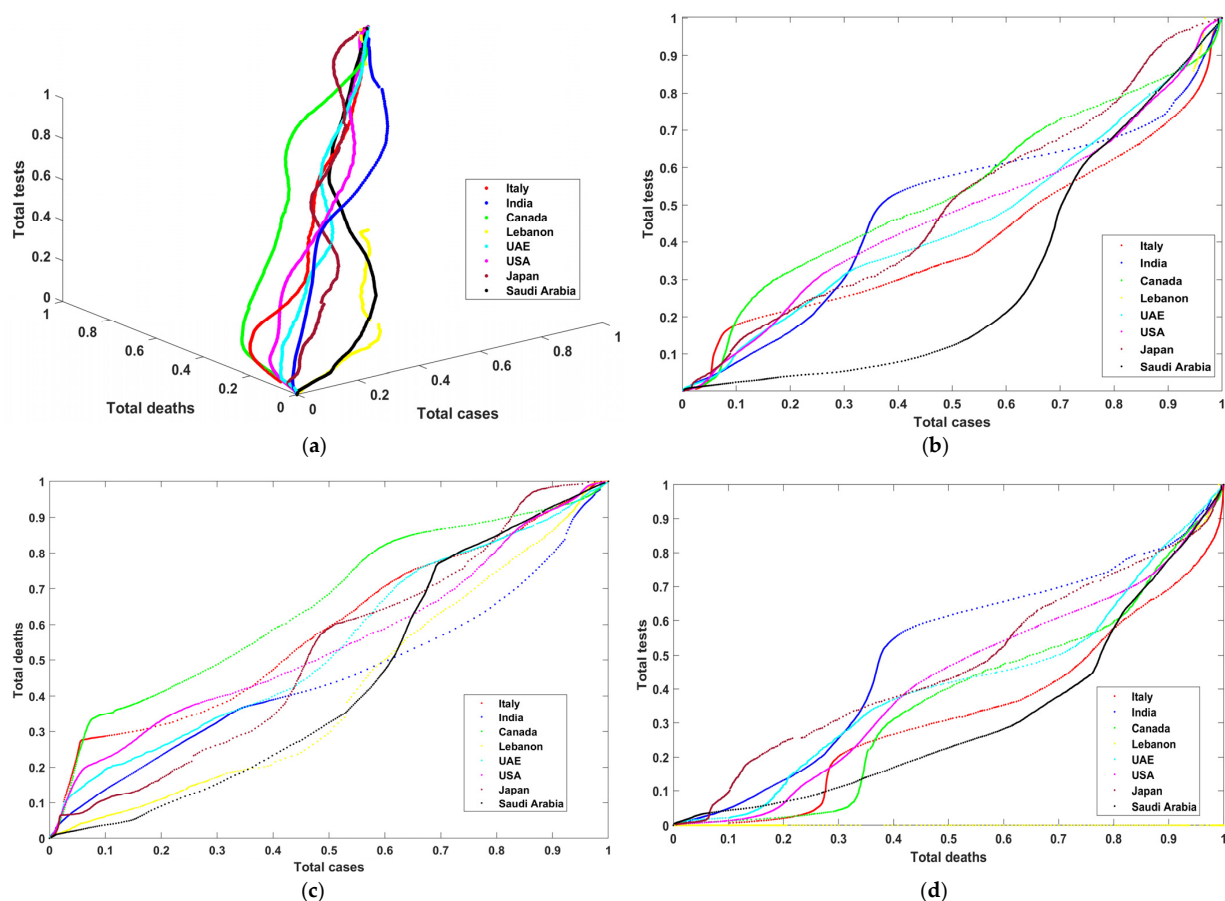 1
0.8
0.6
0.4
0.2
0
Total tests
1
0.8
0.6
0.4
0.2
0
Total deaths
0
0.2
0.4
0.6
0.8
1
Total cases
Italy
India
Canada
Lebanon
UAE
USA
Japan
Saudi Arabia
(a)
1
0.9
0.8
0.7
0.6
0.5
0.4
0.3
0.2
0.1
Total tests
0 0.1 0.2 0.3 0.4 0.5 0.6 0.7 0.8 0.9 1
Total cases
Italy
India
Canada
Lebanon
UAE
USA
Japan
Saudi Arabia
(b)
1
0.9
0.8
0.7
0.6
0.5
0.4
0.3
0.2
0.1
0
Total deaths
0 0.1 0.2 0.3 0.4 0.5 0.6 0.7 0.8 0.9 1
Total cases
Italy
India
Canada
Lebanon
UAE
USA
Japan
Saudi Arabia
(c)
1
0.9
0.8
0.7
0.6
0.5
0.4
0.3
0.2
0.1
0
Total tests
0 0.1 0.2 0.3 0.4 0.5 0.6 0.7 0.8 0.9 1
Total deaths
Italy
India
Canada
Lebanon
UAE
USA
Japan
Saudi Arabia
(d)